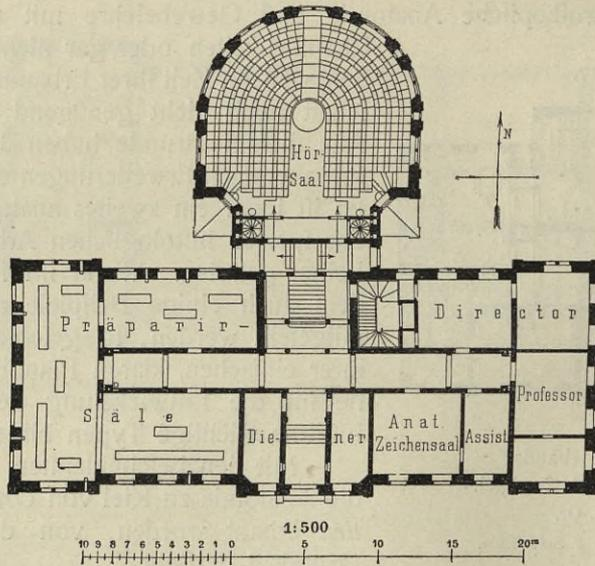 N
Hör-
Saal
Director
Präparir-
Professor
Säle
Die-
ner
Anat.
Zeichensaal
Assist.
1:500
10 9 8 7 6 5 4 3 2 1 0 5 10 15 20m